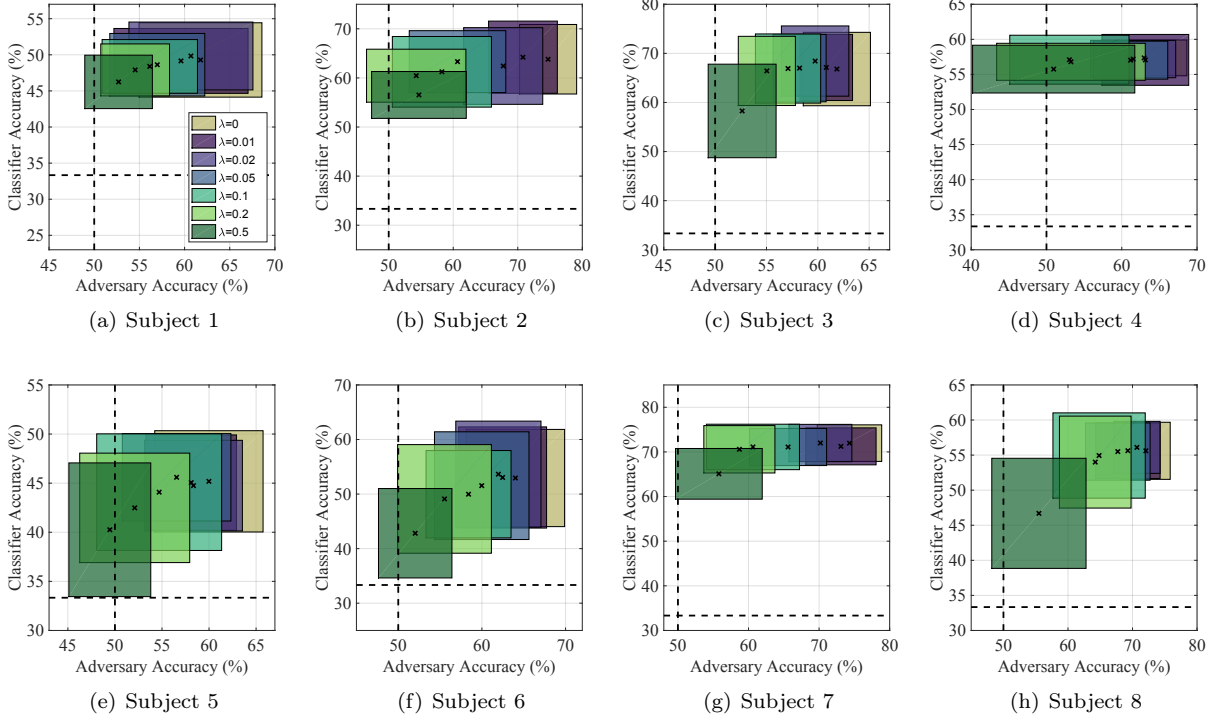 55
50
45
40
35
30
25
45 50 55 60 65 70
Classifier Accuracy (%)
Adversary Accuracy (%)
λ=0
λ=0.01
λ=0.02
λ=0.05
λ=0.1
λ=0.2
λ=0.5
(a) Subject 1
70
60
50
40
30
50 60 70 80
Classifier Accuracy (%)
Adversary Accuracy (%)
(b) Subject 2
80
70
60
50
40
30
45 50 55 60 65
Classifier Accuracy (%)
Adversary Accuracy (%)
(c) Subject 3
65
60
55
50
45
40
35
30
40 50 60 70
Classifier Accuracy (%)
Adversary Accuracy (%)
(d) Subject 4
55
50
45
40
35
30
45 50 55 60 65
Classifier Accuracy (%)
Adversary Accuracy (%)
(e) Subject 5
70
60
50
40
30
50 60 70
Classifier Accuracy (%)
Adversary Accuracy (%)
(f) Subject 6
80
70
60
50
40
30
50 60 70 80
Classifier Accuracy (%)
Adversary Accuracy (%)
(g) Subject 7
65
60
55
50
45
40
35
30
50 60 70 80
Classifier Accuracy (%)
Adversary Accuracy (%)
(h) Subject 8